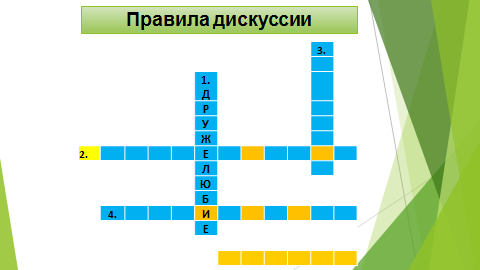 Правила дискуссии
3.
1.
Д
Р
У
Ж
2. Е
Л
Ю
Б
4. И
Е